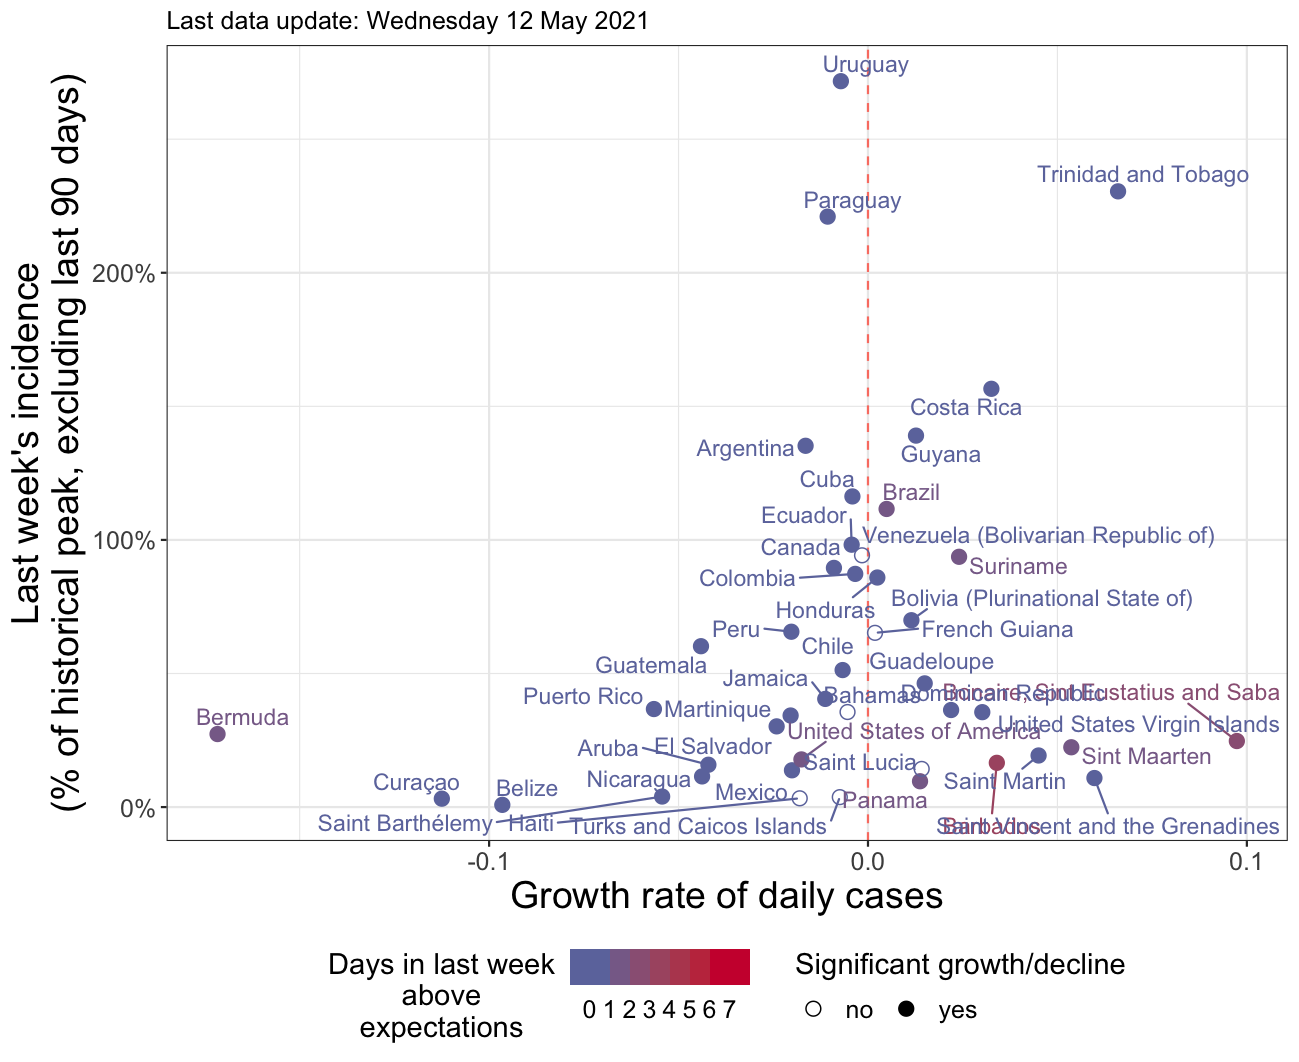 Last data update: Wednesday 12 May 2021
Last week's incidence
(% of historical peak, excluding last 90 days)
200%
100%
0%
Uruguay
Trinidad and Tobago
Paraguay
Costa Rica
Argentina
Guyana
Cuba
Brazil
Ecuador
Venezuela (Bolivarian Republic of)
Canada
Suriname
Colombia
Bolivia (Plurinational State of)
Honduras
Peru
French Guiana
Chile
Guatemala
Guadeloupe
Jamaica
Puerto Rico
Martinique
Bahamas
Dominican Republic
Bonaire, Sint Eustatius and Saba
Bermuda
United States Virgin Islands
United States of America
Aruba
El Salvador
Sint Maarten
Saint Lucia
Curaçao
Belize
Nicaragua
Mexico
Saint Martin
Panama
Saint Barthélemy
Haiti
Turks and Caicos Islands
Barbados
Saint Vincent and the Grenadines
-0.1
0.0
0.1
Growth rate of daily cases
Days in last week
above
expectations
0 1 2 3 4 5 6 7
Significant growth/decline
no
yes